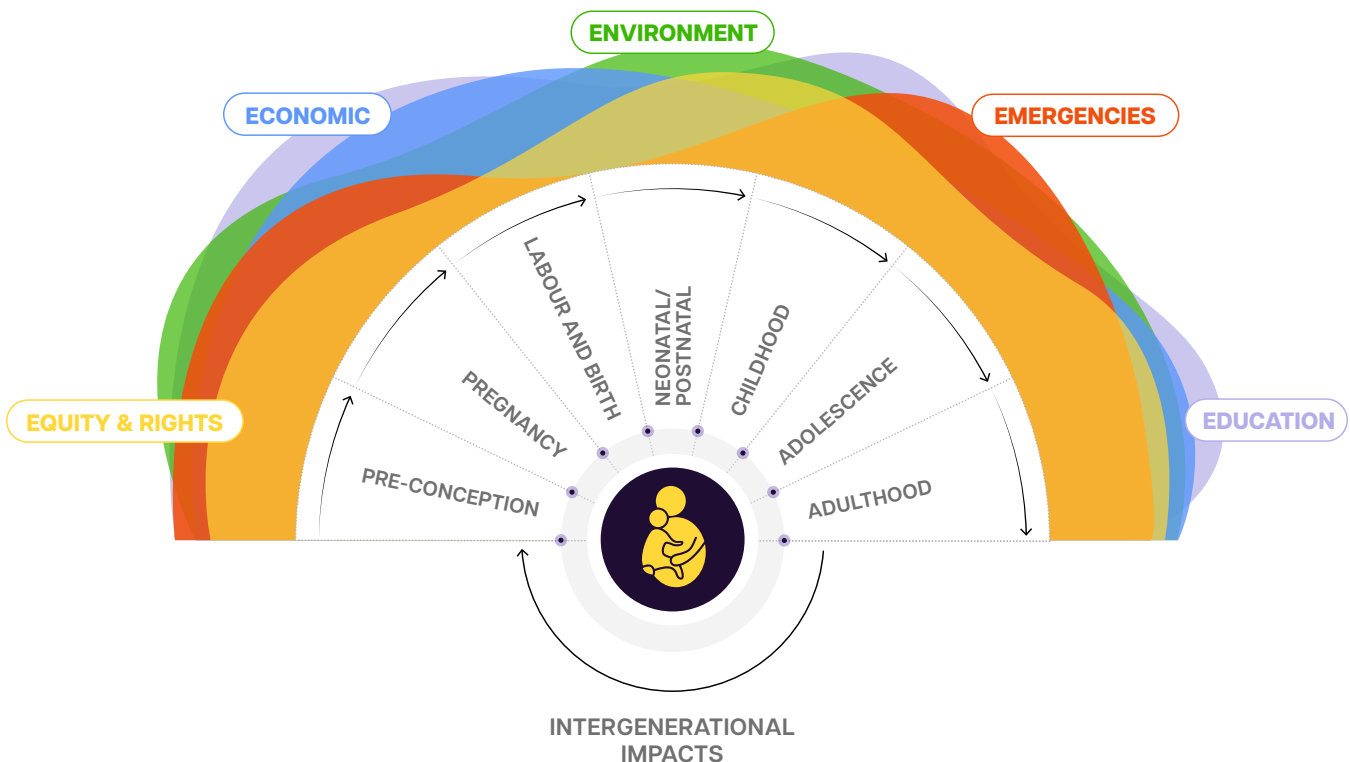 ENVIRONMENT
ECONOMIC
EMERGENCIES
EQUITY & RIGHTS
EDUCATION
PRE-CONCEPTION
PREGNANCY
LABOUR AND BIRTH
NEONATAL/
POSTNATAL
CHILDHOOD
ADOLESCENCE
ADULTHOOD
INTERGENERATIONAL
IMPACTS